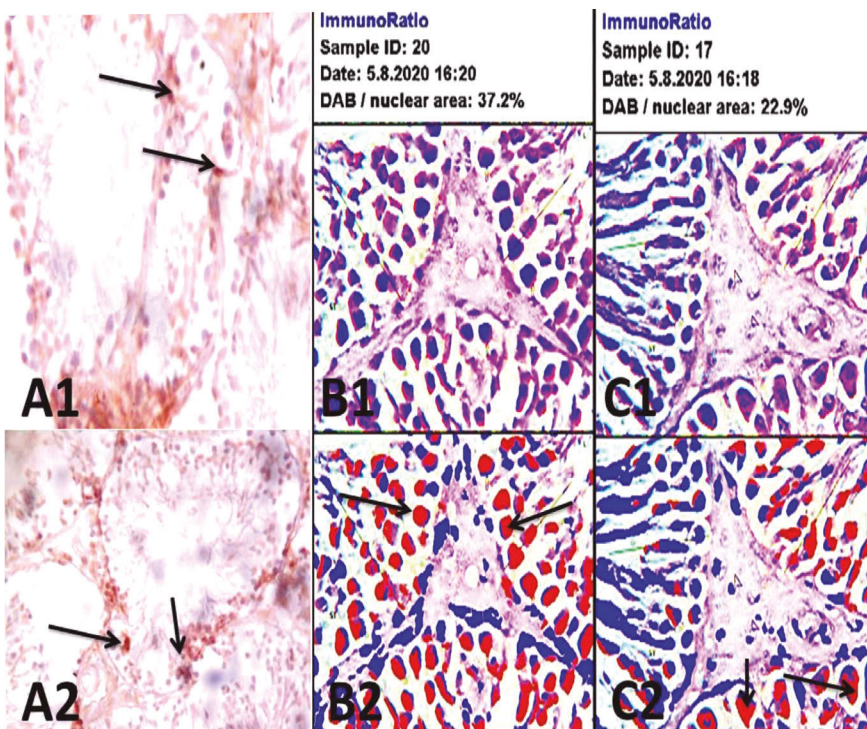 ImmunoRatio
Sample ID: 20
Date: 5.8.2020 16:20
DAB / nuclear area: 37.2%
ImmunoRatio
Sample ID: 17
Date: 5.8.2020 16:18
DAB / nuclear area: 22.9%
A1
B1
C1
A2
B2
C2